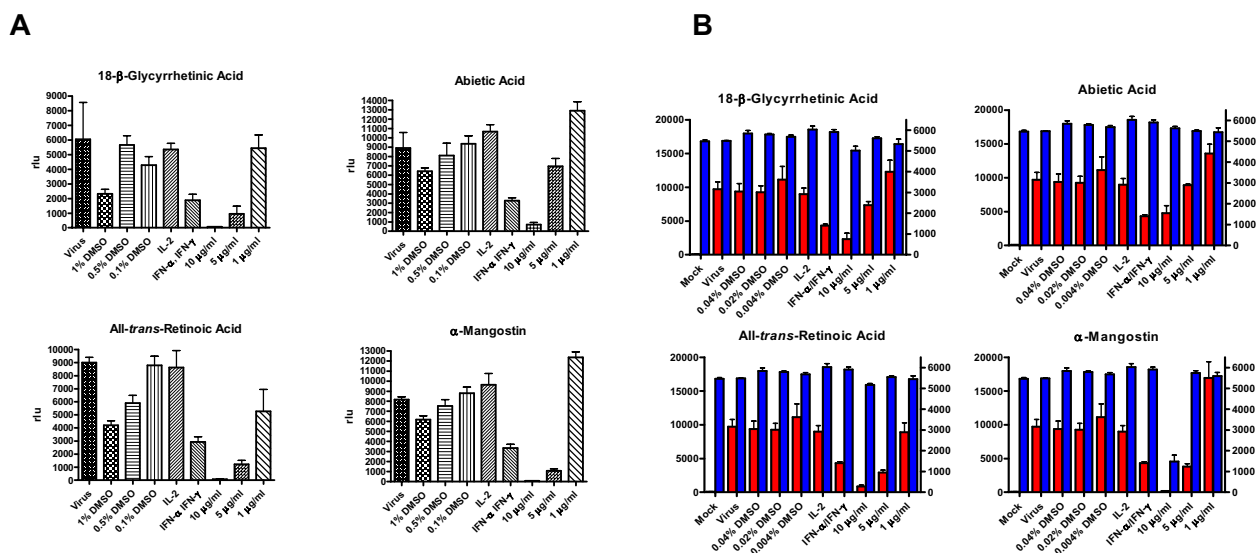 A
B
18-β-Glycyrrhetinic Acid
rlu
9000
8000
7000
6000
5000
4000
3000
2000
1000
0
Virus
1% DMSO
0.5% DMSO
0.1% DMSO
IL-2
IFN-α, IFN-γ
10 µg/ml
5 µg/ml
1 µg/ml
Abietic Acid
rlu
14000
13000
12000
11000
10000
9000
8000
7000
6000
5000
4000
3000
2000
1000
0
Virus
1% DMSO
0.5% DMSO
0.1% DMSO
IL-2
IFN-α, IFN-γ
10 µg/ml
5 µg/ml
1 µg/ml
All-trans-Retinoic Acid
rlu
10000
9000
8000
7000
6000
5000
4000
3000
2000
1000
0
Virus
1% DMSO
0.5% DMSO
0.1% DMSO
IL-2
IFN-α IFN-γ
10 µg/ml
5 µg/ml
1 µg/ml
α-Mangostin
rlu
13000
12000
11000
10000
9000
8000
7000
6000
5000
4000
3000
2000
1000
0
Virus
1% DMSO
0.5% DMSO
0.1% DMSO
IL-2
IFN-α IFN-γ
10 µg/ml
5 µg/ml
1 µg/ml
18-β-Glycyrrhetinic Acid
20000
15000
10000
5000
0
6000
5000
4000
3000
2000
1000
0
Mock
Virus
0.04% DMSO
0.02% DMSO
0.004% DMSO
IL-2
IFN-α/IFN-γ
10 µg/ml
5 µg/ml
1 µg/ml
Abietic Acid
20000
15000
10000
5000
0
6000
5000
4000
3000
2000
1000
0
Mock
Virus
0.04% DMSO
0.02% DMSO
0.004% DMSO
IL-2
IFN-α/IFN-γ
10 µg/ml
5 µg/ml
1 µg/ml
All-trans-Retinoic Acid
20000
15000
10000
5000
0
6000
5000
4000
3000
2000
1000
0
Mock
Virus
0.04% DMSO
0.02% DMSO
0.004% DMSO
IL-2
IFN-α/IFN-γ
10 µg/ml
5 µg/ml
1 µg/ml
α-Mangostin
20000
15000
10000
5000
0
6000
5000
4000
3000
2000
1000
0
Mock
Virus
0.04% DMSO
0.02% DMSO
0.004% DMSO
IL-2
IFN-α/IFN-γ
10 µg/ml
5 µg/ml
1 µg/ml